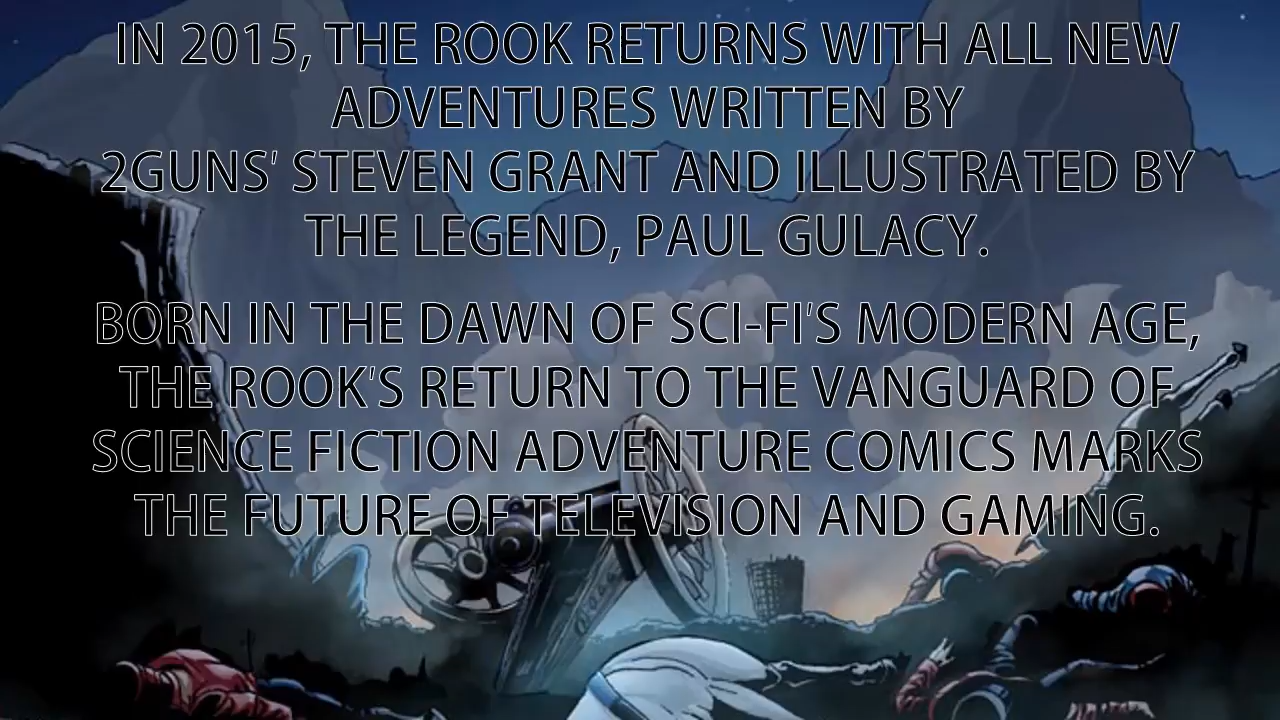 IN 2015, THE ROOK RETURNS WITH ALL NEW
ADVENTURES WRITTEN BY
2GUNS' STEVEN GRANT AND ILLUSTRATED BY
THE LEGEND, PAUL GULACY.
BORN IN THE DAWN OF SCI-FI'S MODERN AGE,
THE ROOK'S RETURN TO THE VANGUARD OF
SCIENCE FICTION ADVENTURE COMICS MARKS
THE FUTURE OF TELEVISION AND GAMING.